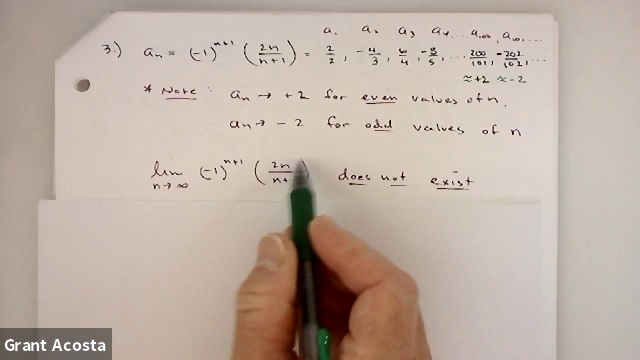 a₁ a₂ a₃ a₄ ... a₁₀₀, a₁₀₁, ...
3.) aₙ = (-1)ⁿ⁺¹ (2n/n+1) = 2/2, -4/3, 6/4, -8/5, ... 200/101, -202/102, ...
≈+2 ≈-2
* Note: aₙ → +2 for even values of n,
aₙ → -2 for odd values of n
lim n→∞ (-1)ⁿ⁺¹ (2n/n+ does not exist
Grant Acosta